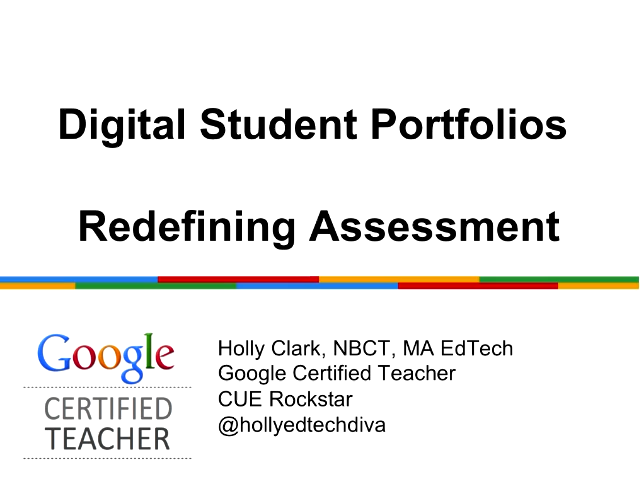 Digital Student Portfolios
Redefining Assessment
Google
CERTIFIED
TEACHER
Holly Clark, NBCT, MA EdTech
Google Certified Teacher
CUE Rockstar
@hollyedtechdiva